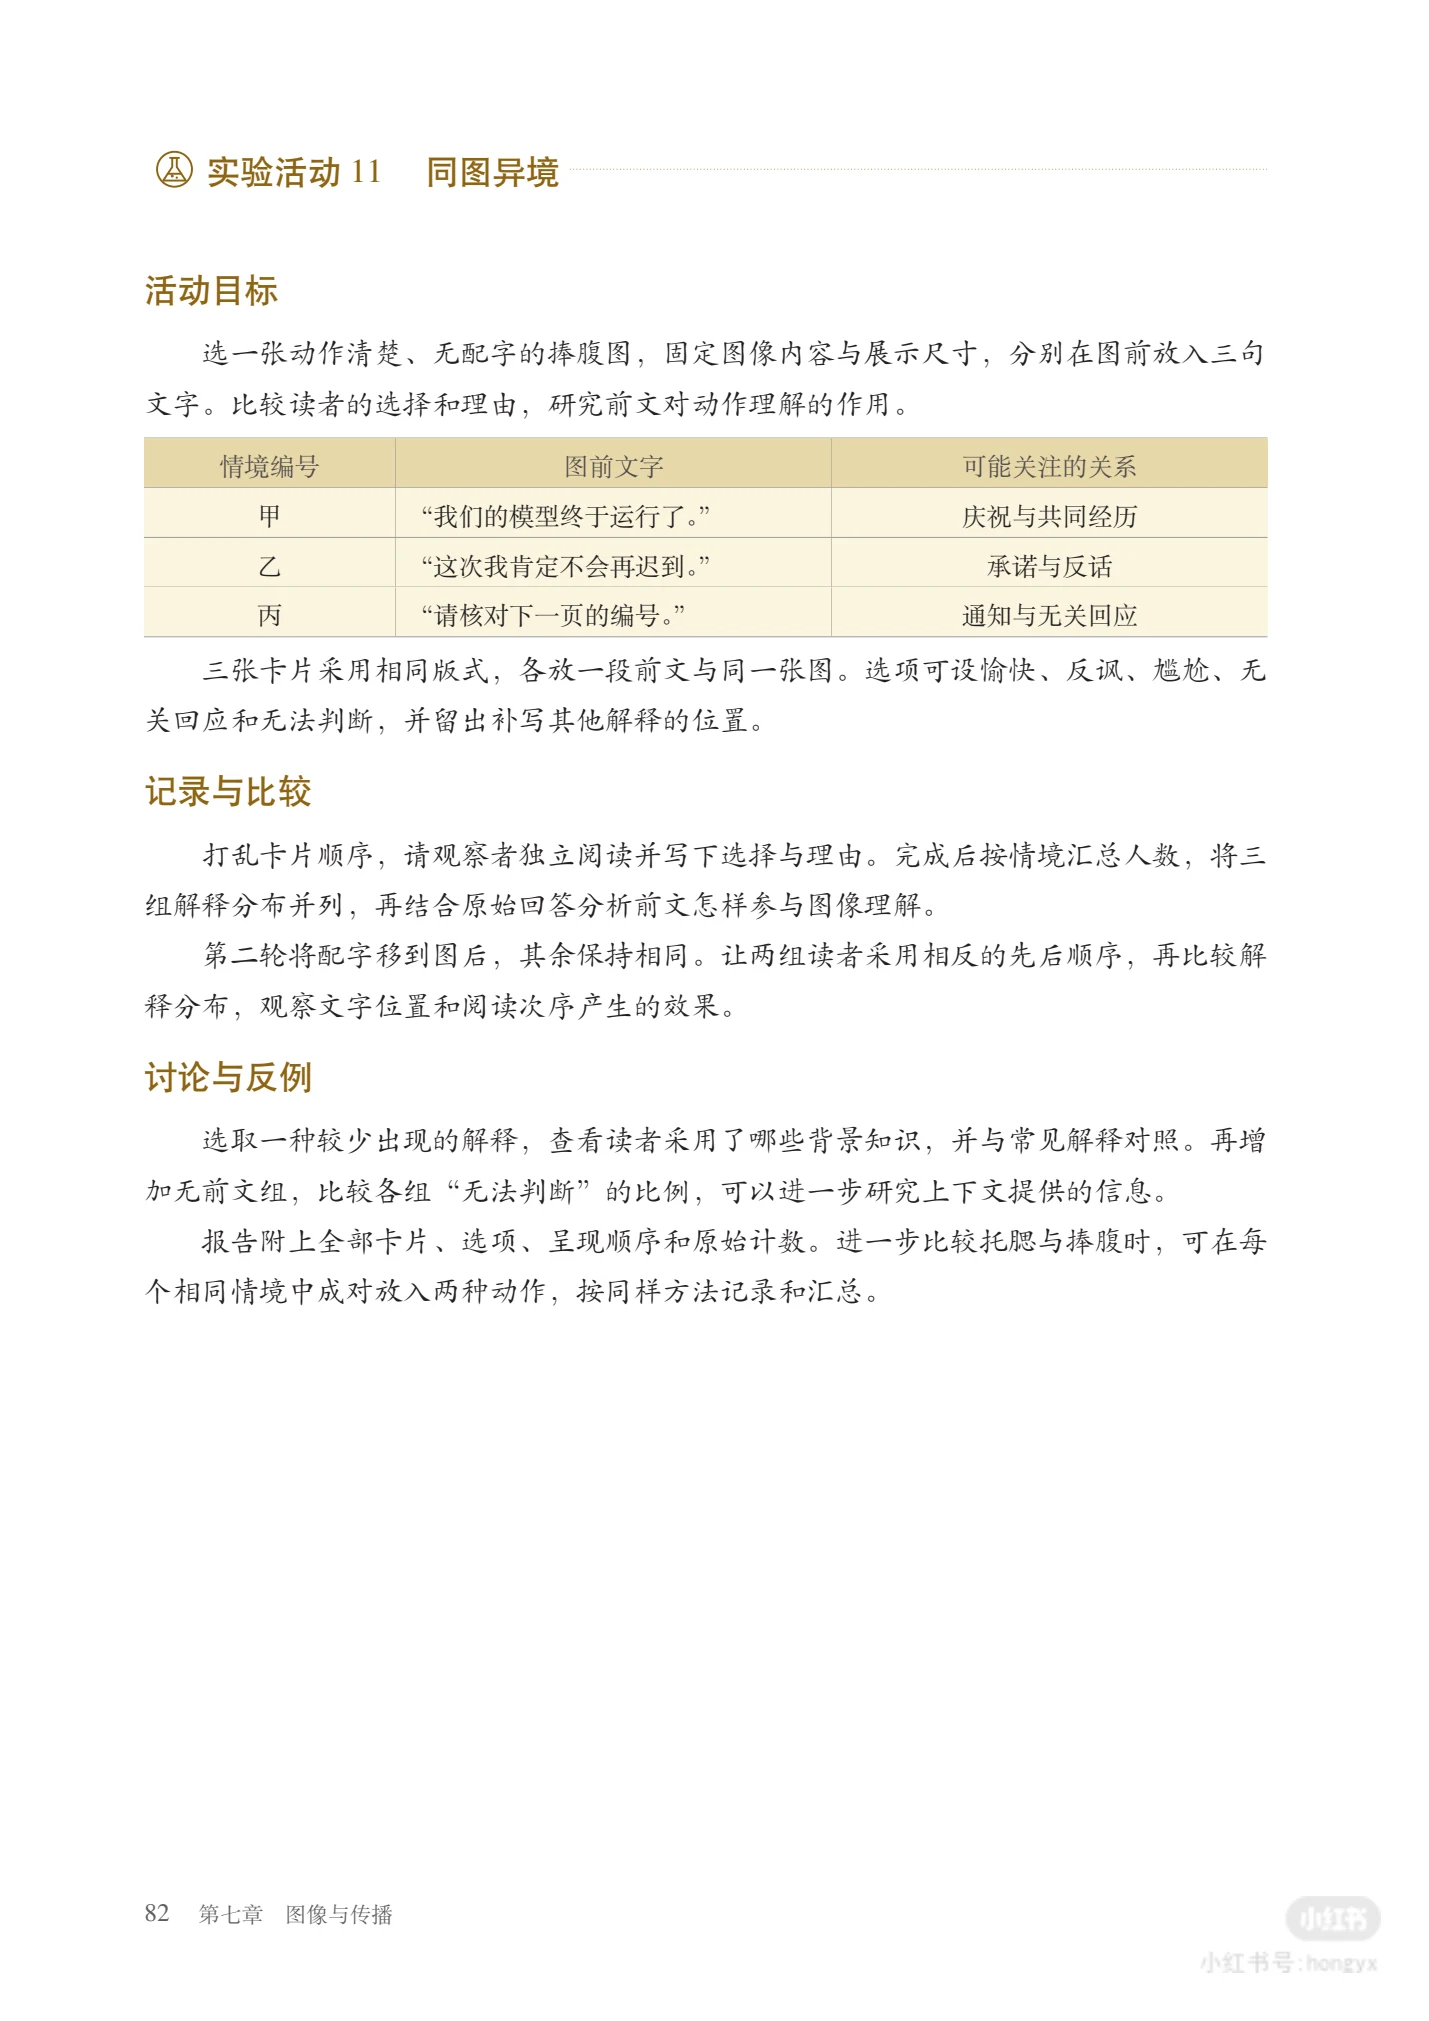 实验活动 11 同图异境
活动目标
选一张动作清楚、无配字的捧腹图，固定图像内容与展示尺寸，分别在图前放入三句
文字。比较读者的选择和理由，研究前文对动作理解的作用。
情境编号 图前文字 可能关注的关系
甲 “我们的模型终于运行了。” 庆祝与共同经历
乙 “这次我肯定不会再迟到。” 承诺与反话
丙 “请核对下一页的编号。” 通知与无关回应
三张卡片采用相同版式，各放一段前文与同一张图。选项可设愉快、反讽、尴尬、无
关回应和无法判断，并留出补写其他解释的位置。
记录与比较
打乱卡片顺序，请观察者独立阅读并写下选择与理由。完成后按情境汇总人数，将三
组解释分布并列，再结合原始回答分析前文怎样参与图像理解。
第二轮将配字移到图后，其余保持相同。让两组读者采用相反的先后顺序，再比较解
释分布，观察文字位置和阅读次序产生的效果。
讨论与反例
选取一种较少出现的解释，查看读者采用了哪些背景知识，并与常见解释对照。再增
加无前文组，比较各组“无法判断”的比例，可以进一步研究上下文提供的信息。
报告附上全部卡片、选项、呈现顺序和原始计数。进一步比较托腮与捧腹时，可在每
个相同情境中成对放入两种动作，按同样方法记录和汇总。
82 第七章 图像与传播
小红书
小红书号:hongyx